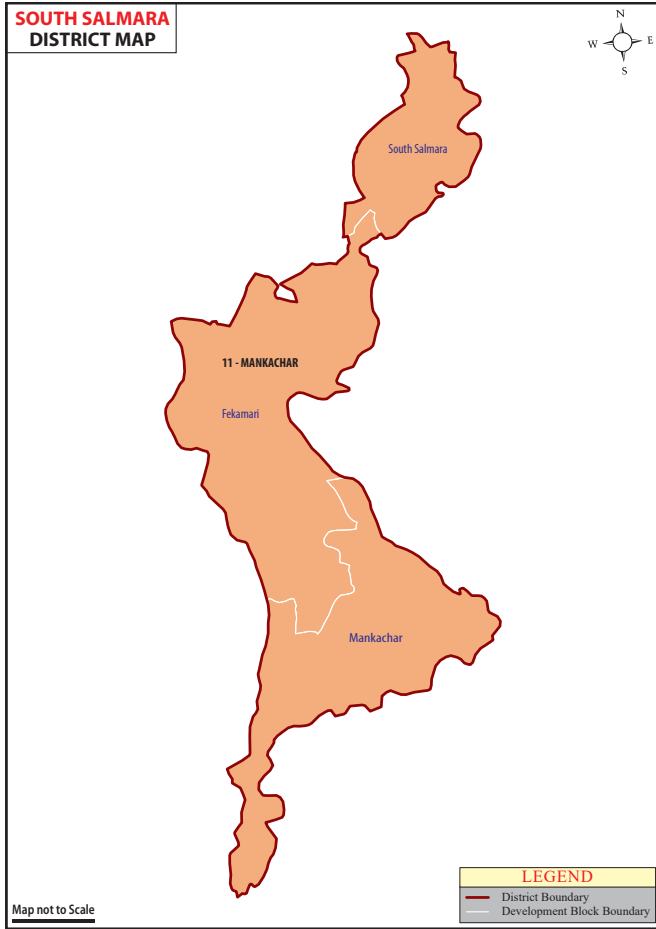 SOUTH SALMARA
DISTRICT MAP
N
W
E
S
South Salmara
11 - MANKACHAR
Fekamari
Mankachar
LEGEND
District Boundary
Development Block Boundary
Map not to Scale